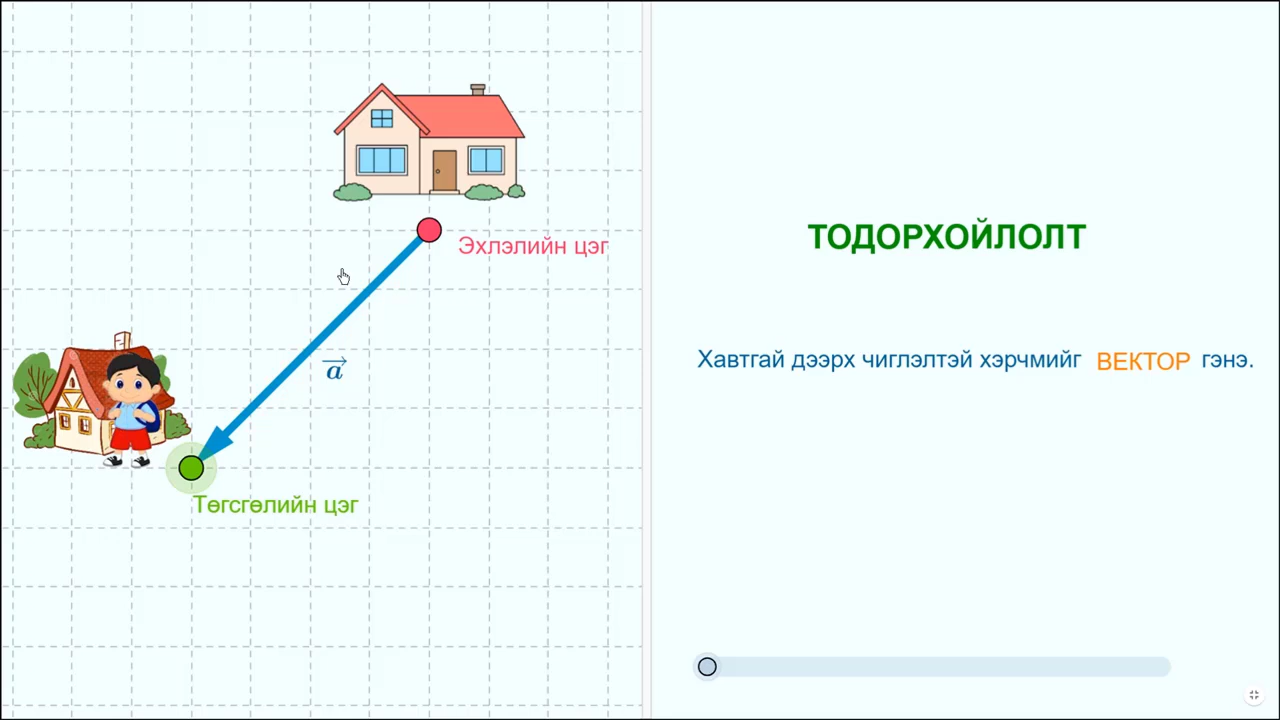 Эхлэлийн цэг
a
Төгсгөлийн цэг
ТОДОРХОЙЛОЛТ
Хавтгай дээрх чиглэлтэй хэрчмийг ВЕКТОР гэнэ.